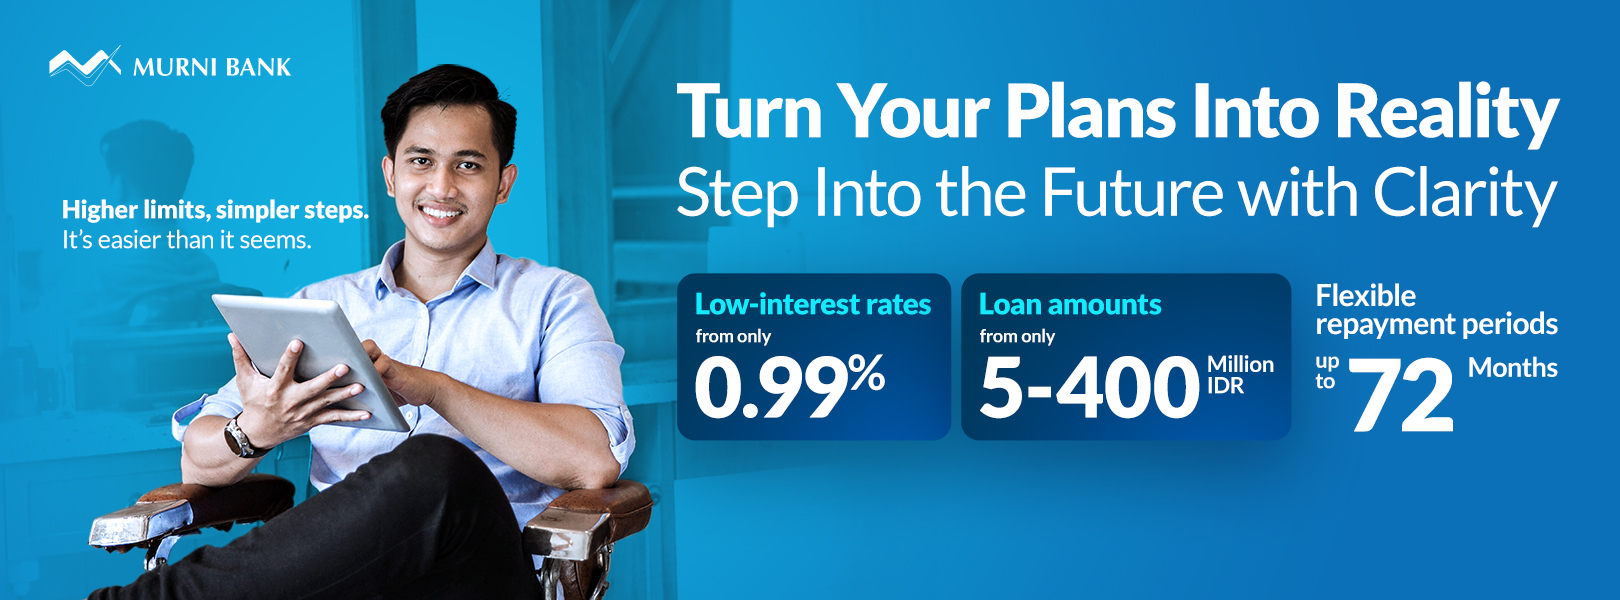 MURNI BANK
Higher limits, simpler steps.
It's easier than it seems.
Turn Your Plans Into Reality
Step Into the Future with Clarity
Low-interest rates
from only
0.99%
Loan amounts
from only
5-400 Million IDR
Flexible
repayment periods
up to 72 Months